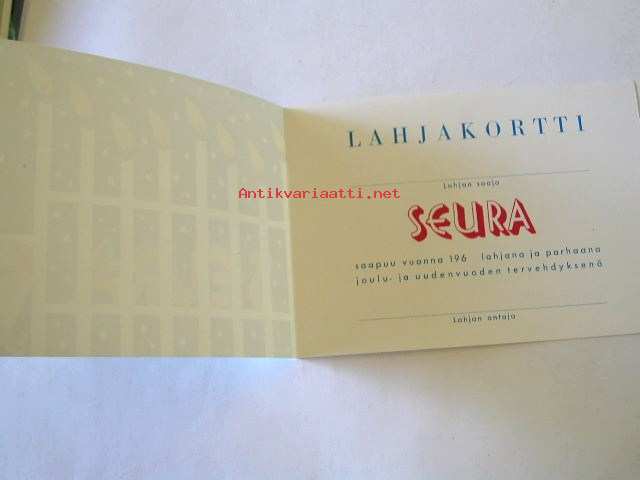 LAHJAKORTTI
Lahjan saaja
Antikvariaatti.net
SEURA
saapuu vuonna 196 lahjana ja parhaana
joulu- ja uudenvuoden tervehdyksenä
Lahjan antaja